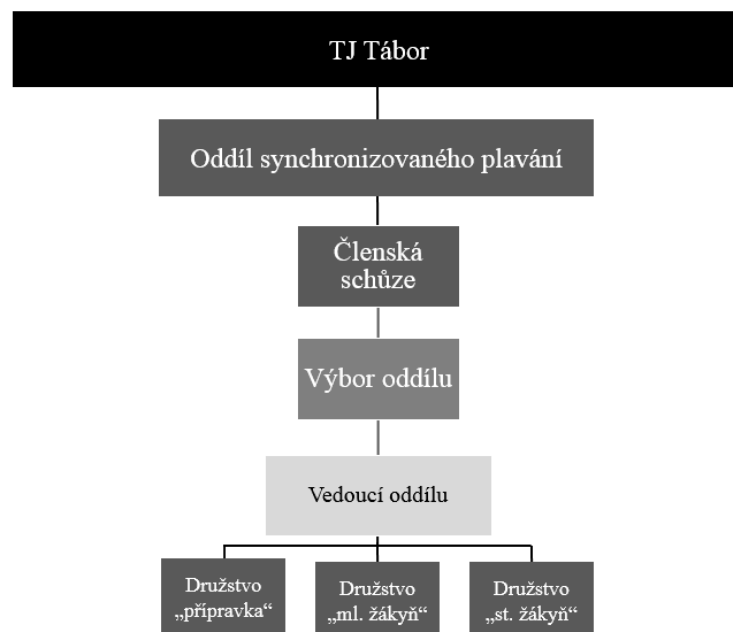 TJ Tábor
Oddíl synchronizovaného plavání
Členská
schůze
Výbor oddílu
Vedoucí oddílu
Družstvo
„přípravka“
Družstvo
„ml. žákyň“
Družstvo
„st. žákyň“